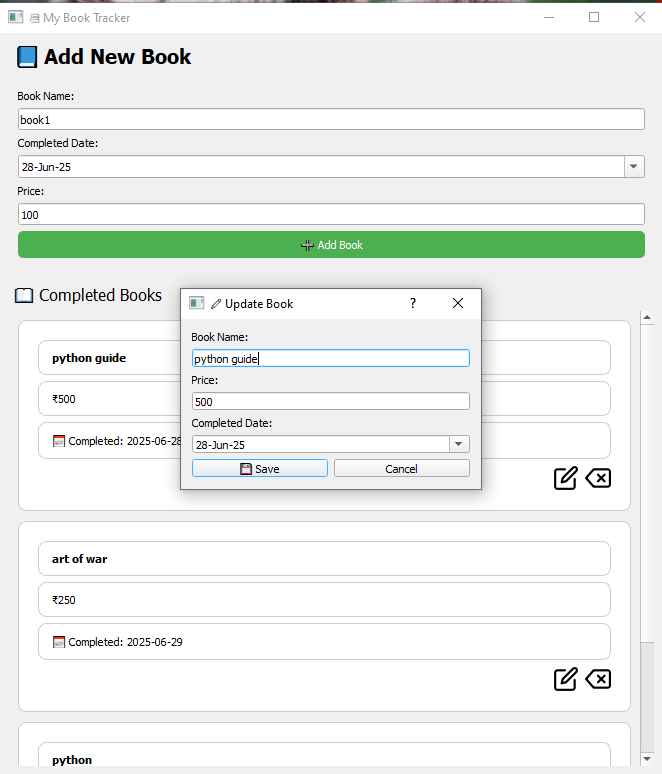 My Book Tracker
Add New Book
Book Name:
book1
Completed Date:
28-Jun-25
Price:
100
Add Book
Completed Books
python guide
₹500
Completed: 2025-06-28
Update Book
?
Book Name:
python guide
Price:
500
Completed Date:
28-Jun-25
Save Cancel
art of war
₹250
Completed: 2025-06-29
python